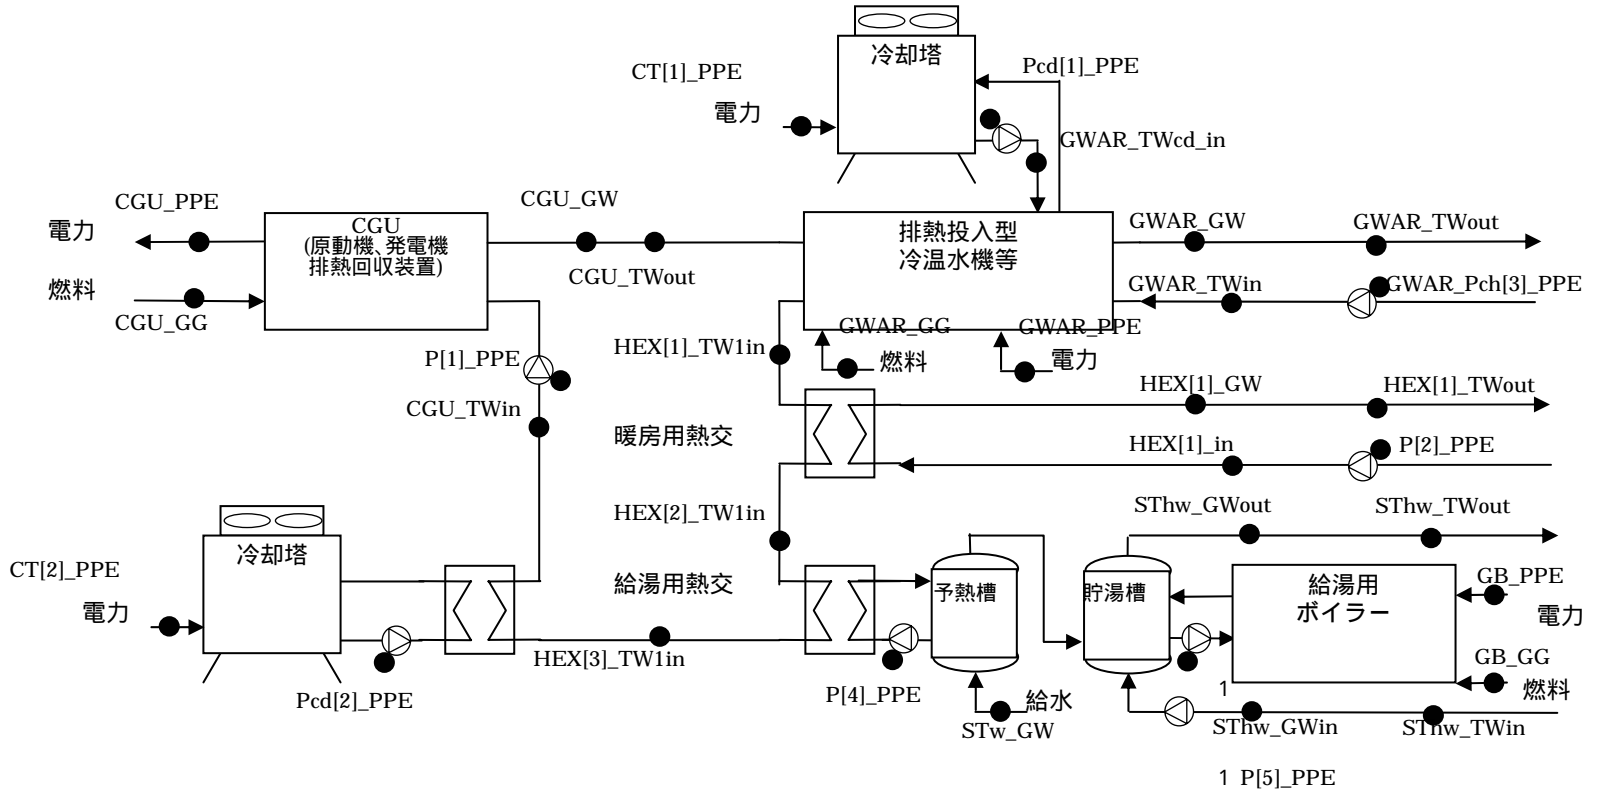 冷却塔
CT[1]_PPE
Pcd[1]_PPE
電力
GWAR_TWcd_in
CGU_PPE
CGU_GW
電力
CGU
(原動機、発電機
排熱回収装置)
排熱投入型
冷温水機等
GWAR_GW
GWAR_TWout
CGU_TWout
燃料
CGU_GG
GWAR_TWin
GWAR_Pch[3]_PPE
GWAR_GG
GWAR_PPE
P[1]_PPE
HEX[1]_TW1in
燃料
電力
CGU_TWin
HEX[1]_GW
HEX[1]_TWout
暖房用熱交
HEX[1]_in
P[2]_PPE
HEX[2]_TW1in
SThw_GWout
SThw_TWout
冷却塔
CT[2]_PPE
給湯用熱交
予熱槽
貯湯槽
給湯用
ボイラー
GB_PPE
電力
電力
HEX[3]_TW1in
GB_GG
燃料
Pcd[2]_PPE
P[4]_PPE
給水
STw_GW
1
SThw_GWin
SThw_TWin
1 P[5]_PPE